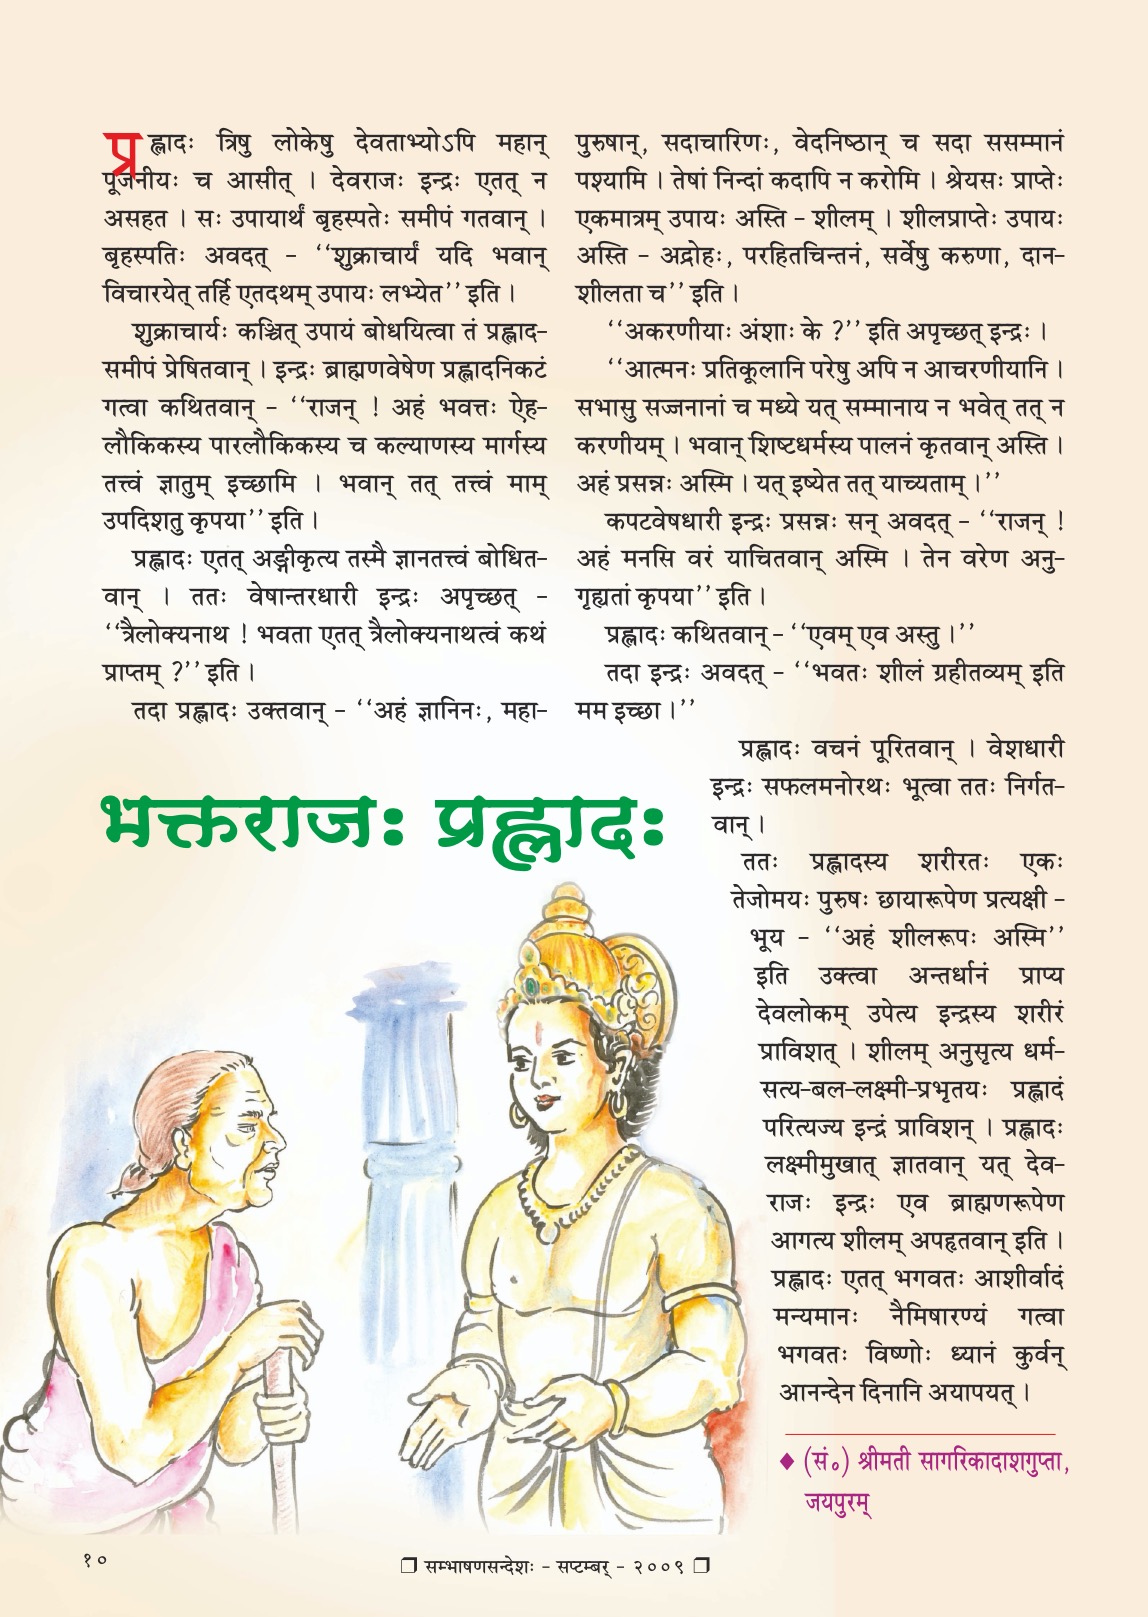 प्रह्लादः त्रिषु लोकेषु देवताभ्योऽपि महान्
पूजनीयः च आसीत् । देवराजः इन्द्रः एतत् न
असहत । सः उपायार्थं बृहस्पतेः समीपं गतवान् ।
बृहस्पतिः अवदत् – ‘‘शुक्राचार्यं यदि भवान्
विचारयेत् तर्हि एतदथम् उपायः लभ्येत’’ इति ।
शुक्राचार्यः कञ्चित् उपायं बोधयित्वा तं प्रह्लाद–
समीपं प्रेषितवान् । इन्द्रः ब्राह्मणवेषेण प्रह्लादनिकटं
गत्वा कथितवान् – ‘‘राजन् ! अहं भवत्तः ऐह–
लौकिकस्य पारलौकिकस्य च कल्याणस्य मार्गस्य
तत्त्वं ज्ञातुम् इच्छामि । भवान् तत् तत्त्वं माम्
उपदिशतु कृपया’’ इति ।
प्रह्लादः एतत् अङ्गीकृत्य तस्मै ज्ञानतत्त्वं बोधित–
वान् । ततः वेषान्तरधारी इन्द्रः अपृच्छत् –
‘‘त्रैलोक्यनाथ ! भवता एतत् त्रैलोक्यनाथत्वं कथं
प्राप्तम् ?’’ इति ।
तदा प्रह्लादः उक्तवान् – ‘‘अहं ज्ञानिनः, महा–
पुरुषान्, सदाचारिणः, वेदनिष्ठान् च सदा ससम्मानं
पश्यामि । तेषां निन्दां कदापि न करोमि । श्रेयसः प्राप्तेः
एकमात्रम् उपायः अस्ति – शीलम् । शीलप्राप्तेः उपायः
अस्ति – अद्रोहः, परहितचिन्तनं, सर्वेषु करुणा, दान–
शीलता च’’ इति ।
‘‘अकरणीयाः अंशाः के ?’’ इति अपृच्छत् इन्द्रः ।
‘‘आत्मनः प्रतिकूलानि परेषु अपि न आचरणीयानि ।
सभासु सज्जनानां च मध्ये यत् सम्मानाय न भवेत् तत् न
करणीयम् । भवान् शिष्टधर्मस्य पालनं कृतवान् अस्ति ।
अहं प्रसन्नः अस्मि । यत् इष्येत तत् याच्यताम् ।’’
कपटवेषधारी इन्द्रः प्रसन्नः सन् अवदत् – ‘‘राजन् !
अहं मनसि वरं याचितवान् अस्मि । तेन वरेण अनु–
गृह्यतां कृपया’’ इति ।
प्रह्लादः कथितवान् – ‘‘एवम् एव अस्तु ।’’
तदा इन्द्रः अवदत् – ‘‘भवतः शीलं ग्रहीतव्यम् इति
मम इच्छा ।’’
प्रह्लादः वचनं पूरितवान् । वेशधारी
इन्द्रः सफलमनोरथः भूत्वा ततः निर्गत–
वान् ।
ततः प्रह्लादस्य शरीरतः एकः
तेजोमयः पुरुषः छायारूपेण प्रत्यक्षी –
भूय – ‘‘अहं शीलरूपः अस्मि’’
इति उक्त्वा अन्तर्धानं प्राप्य
देवलोकम् उपेत्य इन्द्रस्य शरीरं
प्राविशत् । शीलम् अनुसृत्य धर्म–
सत्य–बल–लक्ष्मी–प्रभृतयः प्रह्लादं
परित्यज्य इन्द्रं प्राविशन् । प्रह्लादः
लक्ष्मीमुखात् ज्ञातवान् यत् देव–
राजः इन्द्रः एव ब्राह्मणरूपेण
आगत्य शीलम् अपहृतवान् इति ।
प्रह्लादः एतत् भगवतः आशीर्वादं
मन्यमानः नैमिषारण्यं गत्वा
भगवतः विष्णोः ध्यानं कुर्वन्
आनन्देन दिनानि अयापयत् ।
भक्तराजः प्रह्लादः
♦ (सं॰) श्रीमती सागरिकादाशगुप्ता,
जयपुरम्
१०
❐ सम्भाषणसन्देशः – सप्टम्बर् – २००९ ❐